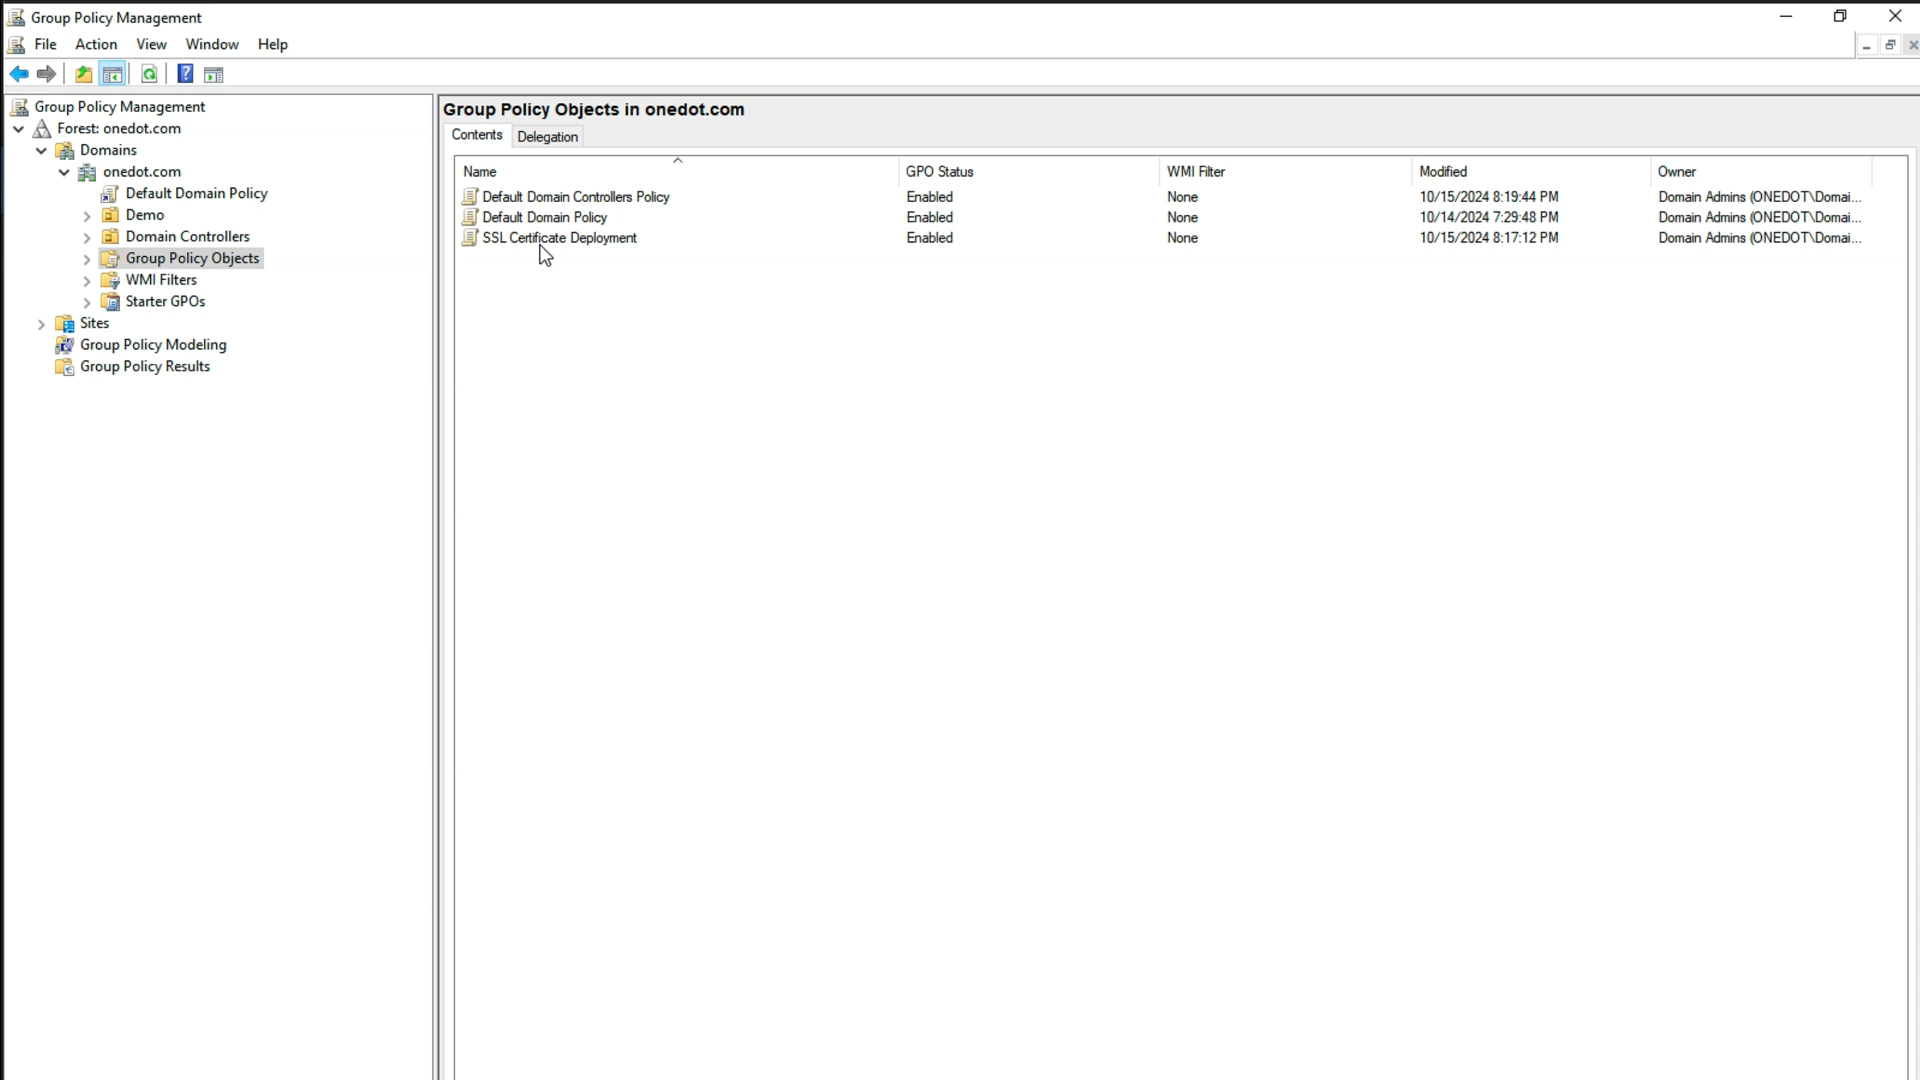 Group Policy Management
File Action View Window Help
Group Policy Management
Forest: onedot.com
Domains
onedot.com
Default Domain Policy
Demo
Domain Controllers
Group Policy Objects
WMI Filters
Starter GPOs
Sites
Group Policy Modeling
Group Policy Results
Group Policy Objects in onedot.com
Contents Delegation
Name GPO Status WMI Filter Modified Owner
Default Domain Controllers Policy Enabled None 10/15/2024 8:19:44 PM Domain Admins (ONEDOT\Domai...
Default Domain Policy Enabled None 10/14/2024 7:29:48 PM Domain Admins (ONEDOT\Domai...
SSL Certificate Deployment Enabled None 10/15/2024 8:17:12 PM Domain Admins (ONEDOT\Domai...